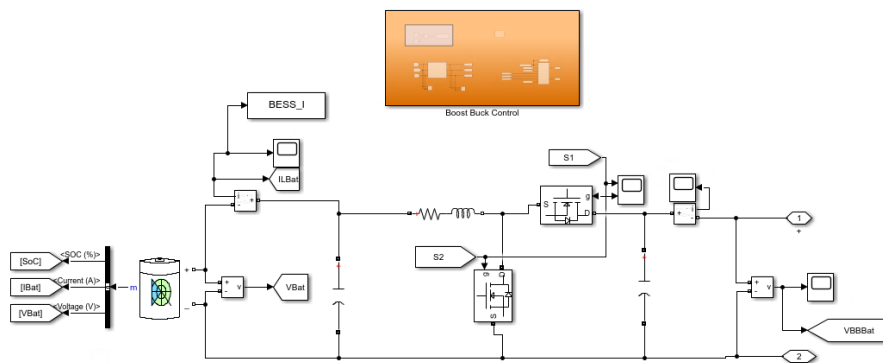 BESS_I
Boost Buck Control
i
+
-
ILBat
S1
g
S
D
+
-
i
1
+
[SoC]
<SOC (%)>
[IBat]
<Current (A)>
[VBat]
<Voltage (V)>
m
+
_
+
-
v
VBat
+
+
S2
g
D
S
+
+
-
v
VBBBat
2